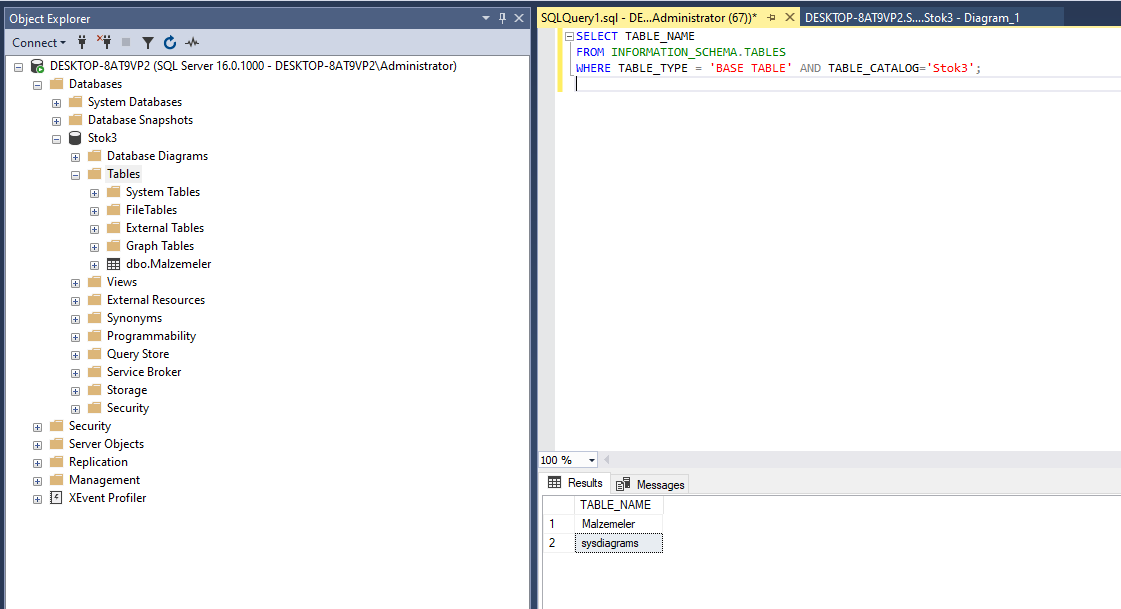 Object Explorer
Connect
DESKTOP-8AT9VP2 (SQL Server 16.0.1000 - DESKTOP-8AT9VP2\Administrator)
Databases
System Databases
Database Snapshots
Stok3
Database Diagrams
Tables
System Tables
FileTables
External Tables
Graph Tables
dbo.Malzemeler
Views
External Resources
Synonyms
Programmability
Query Store
Service Broker
Storage
Security
Security
Server Objects
Replication
Management
XEvent Profiler
SQLQuery1.sql - DE...Administrator (67))*
DESKTOP-8AT9VP2.S....Stok3 - Diagram_1
SELECT TABLE_NAME
FROM INFORMATION_SCHEMA.TABLES
WHERE TABLE_TYPE = 'BASE TABLE' AND TABLE_CATALOG='Stok3';
100 %
Results
Messages
TABLE_NAME
1 Malzemeler
2 sysdiagrams